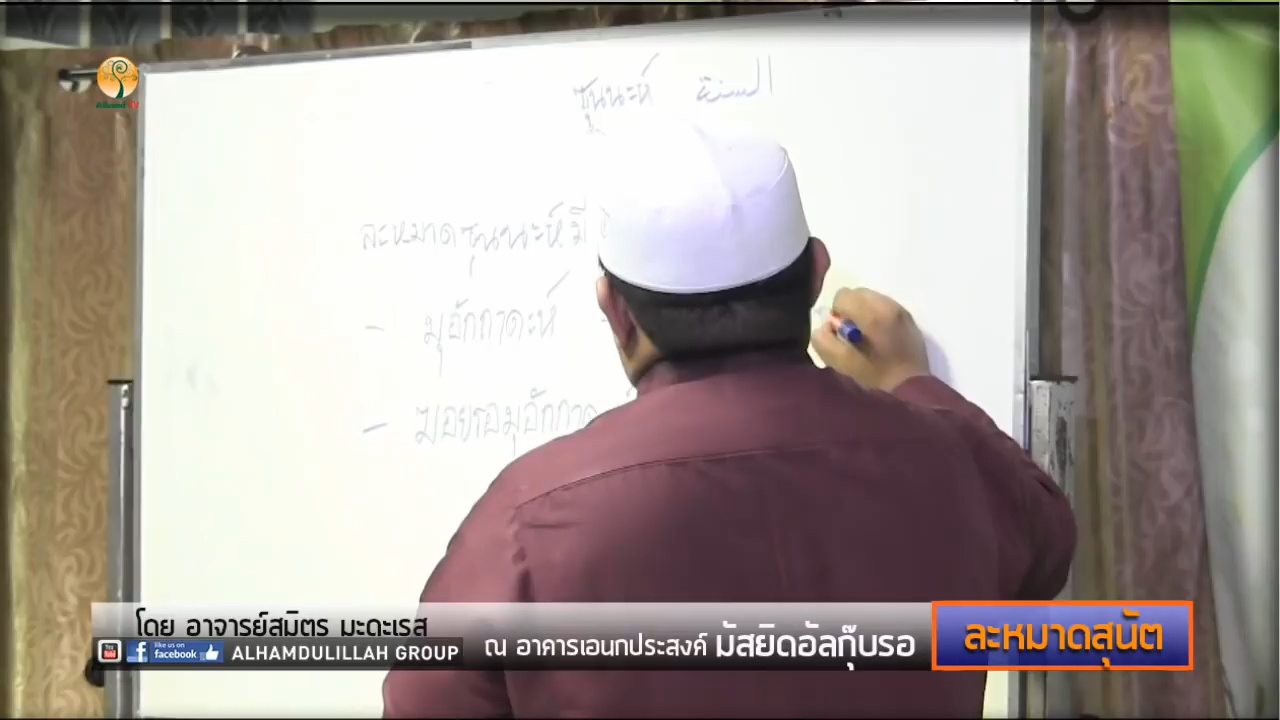 ซุนนะห์ السنة
ละหมาดซุนนะห์มี
- มุอักกาดะห์
- ฆอยรอมุอักกาด
โดย อาจารย์สมิตร มะดะเรส
You Tube like us on facebook ALHAMDULILLAH GROUP
ณ อาคารเอนกประสงค์ มัสยิดอัลกุ๊บรอ
ละหมาดสุนัต